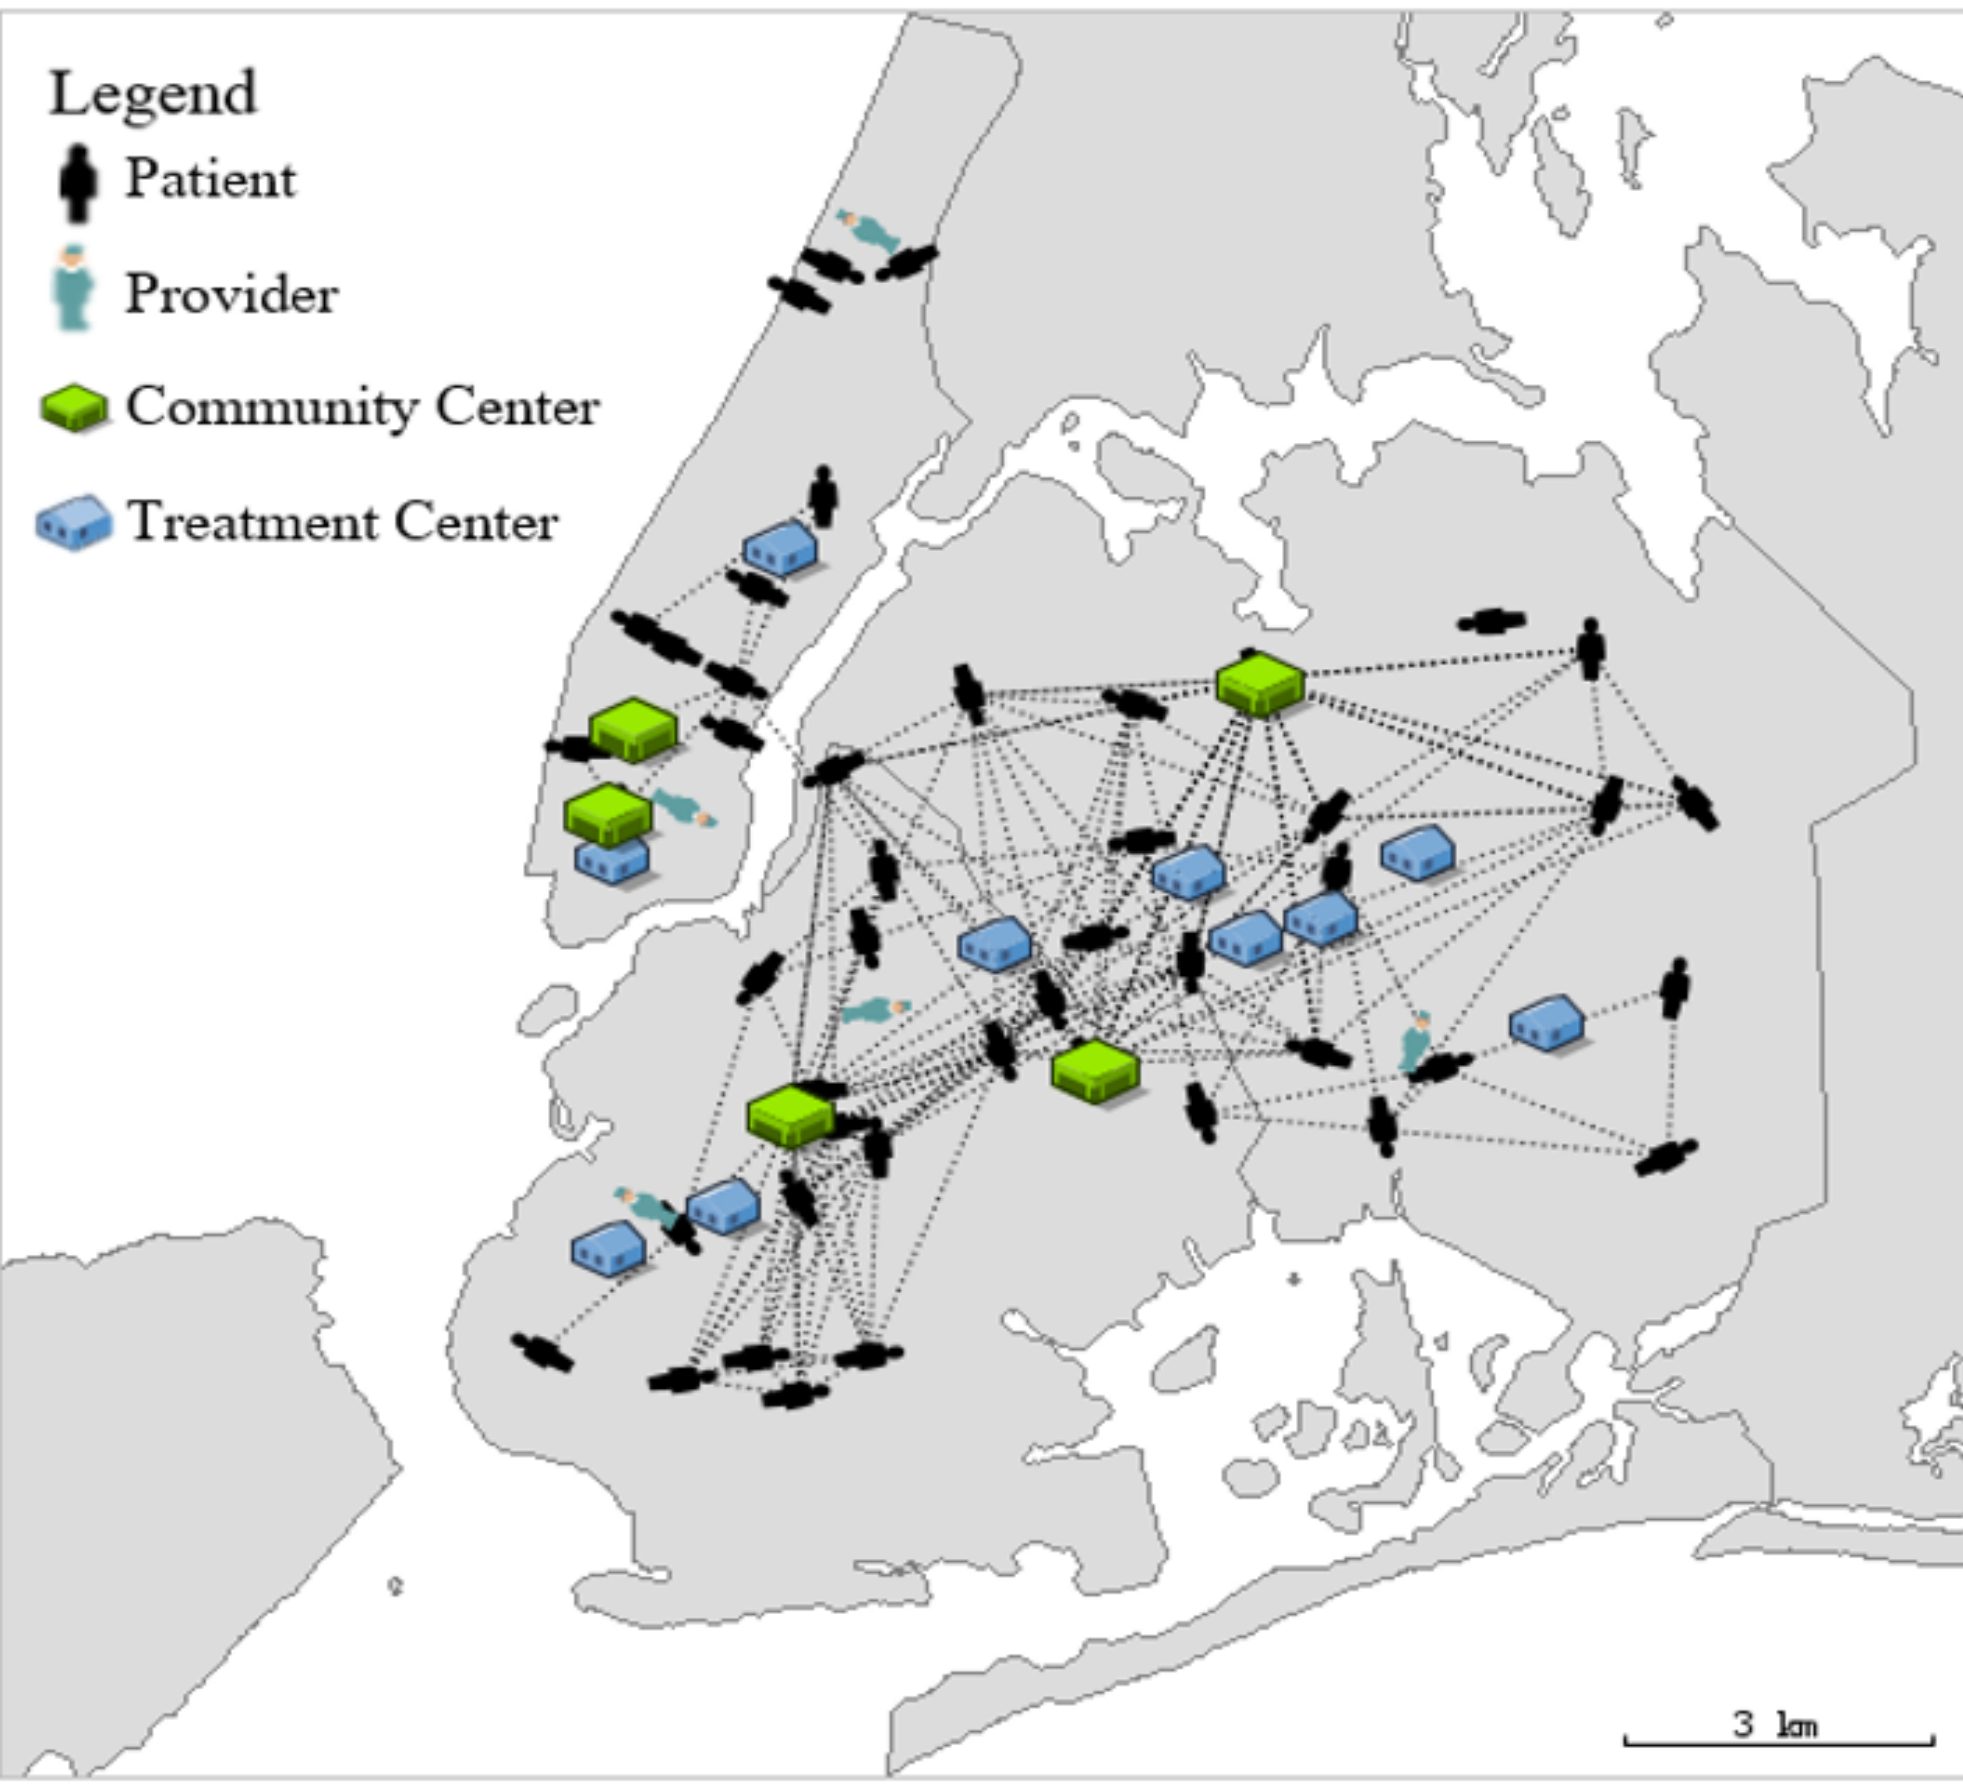 Legend
Patient
Provider
Community Center
Treatment Center
3 km